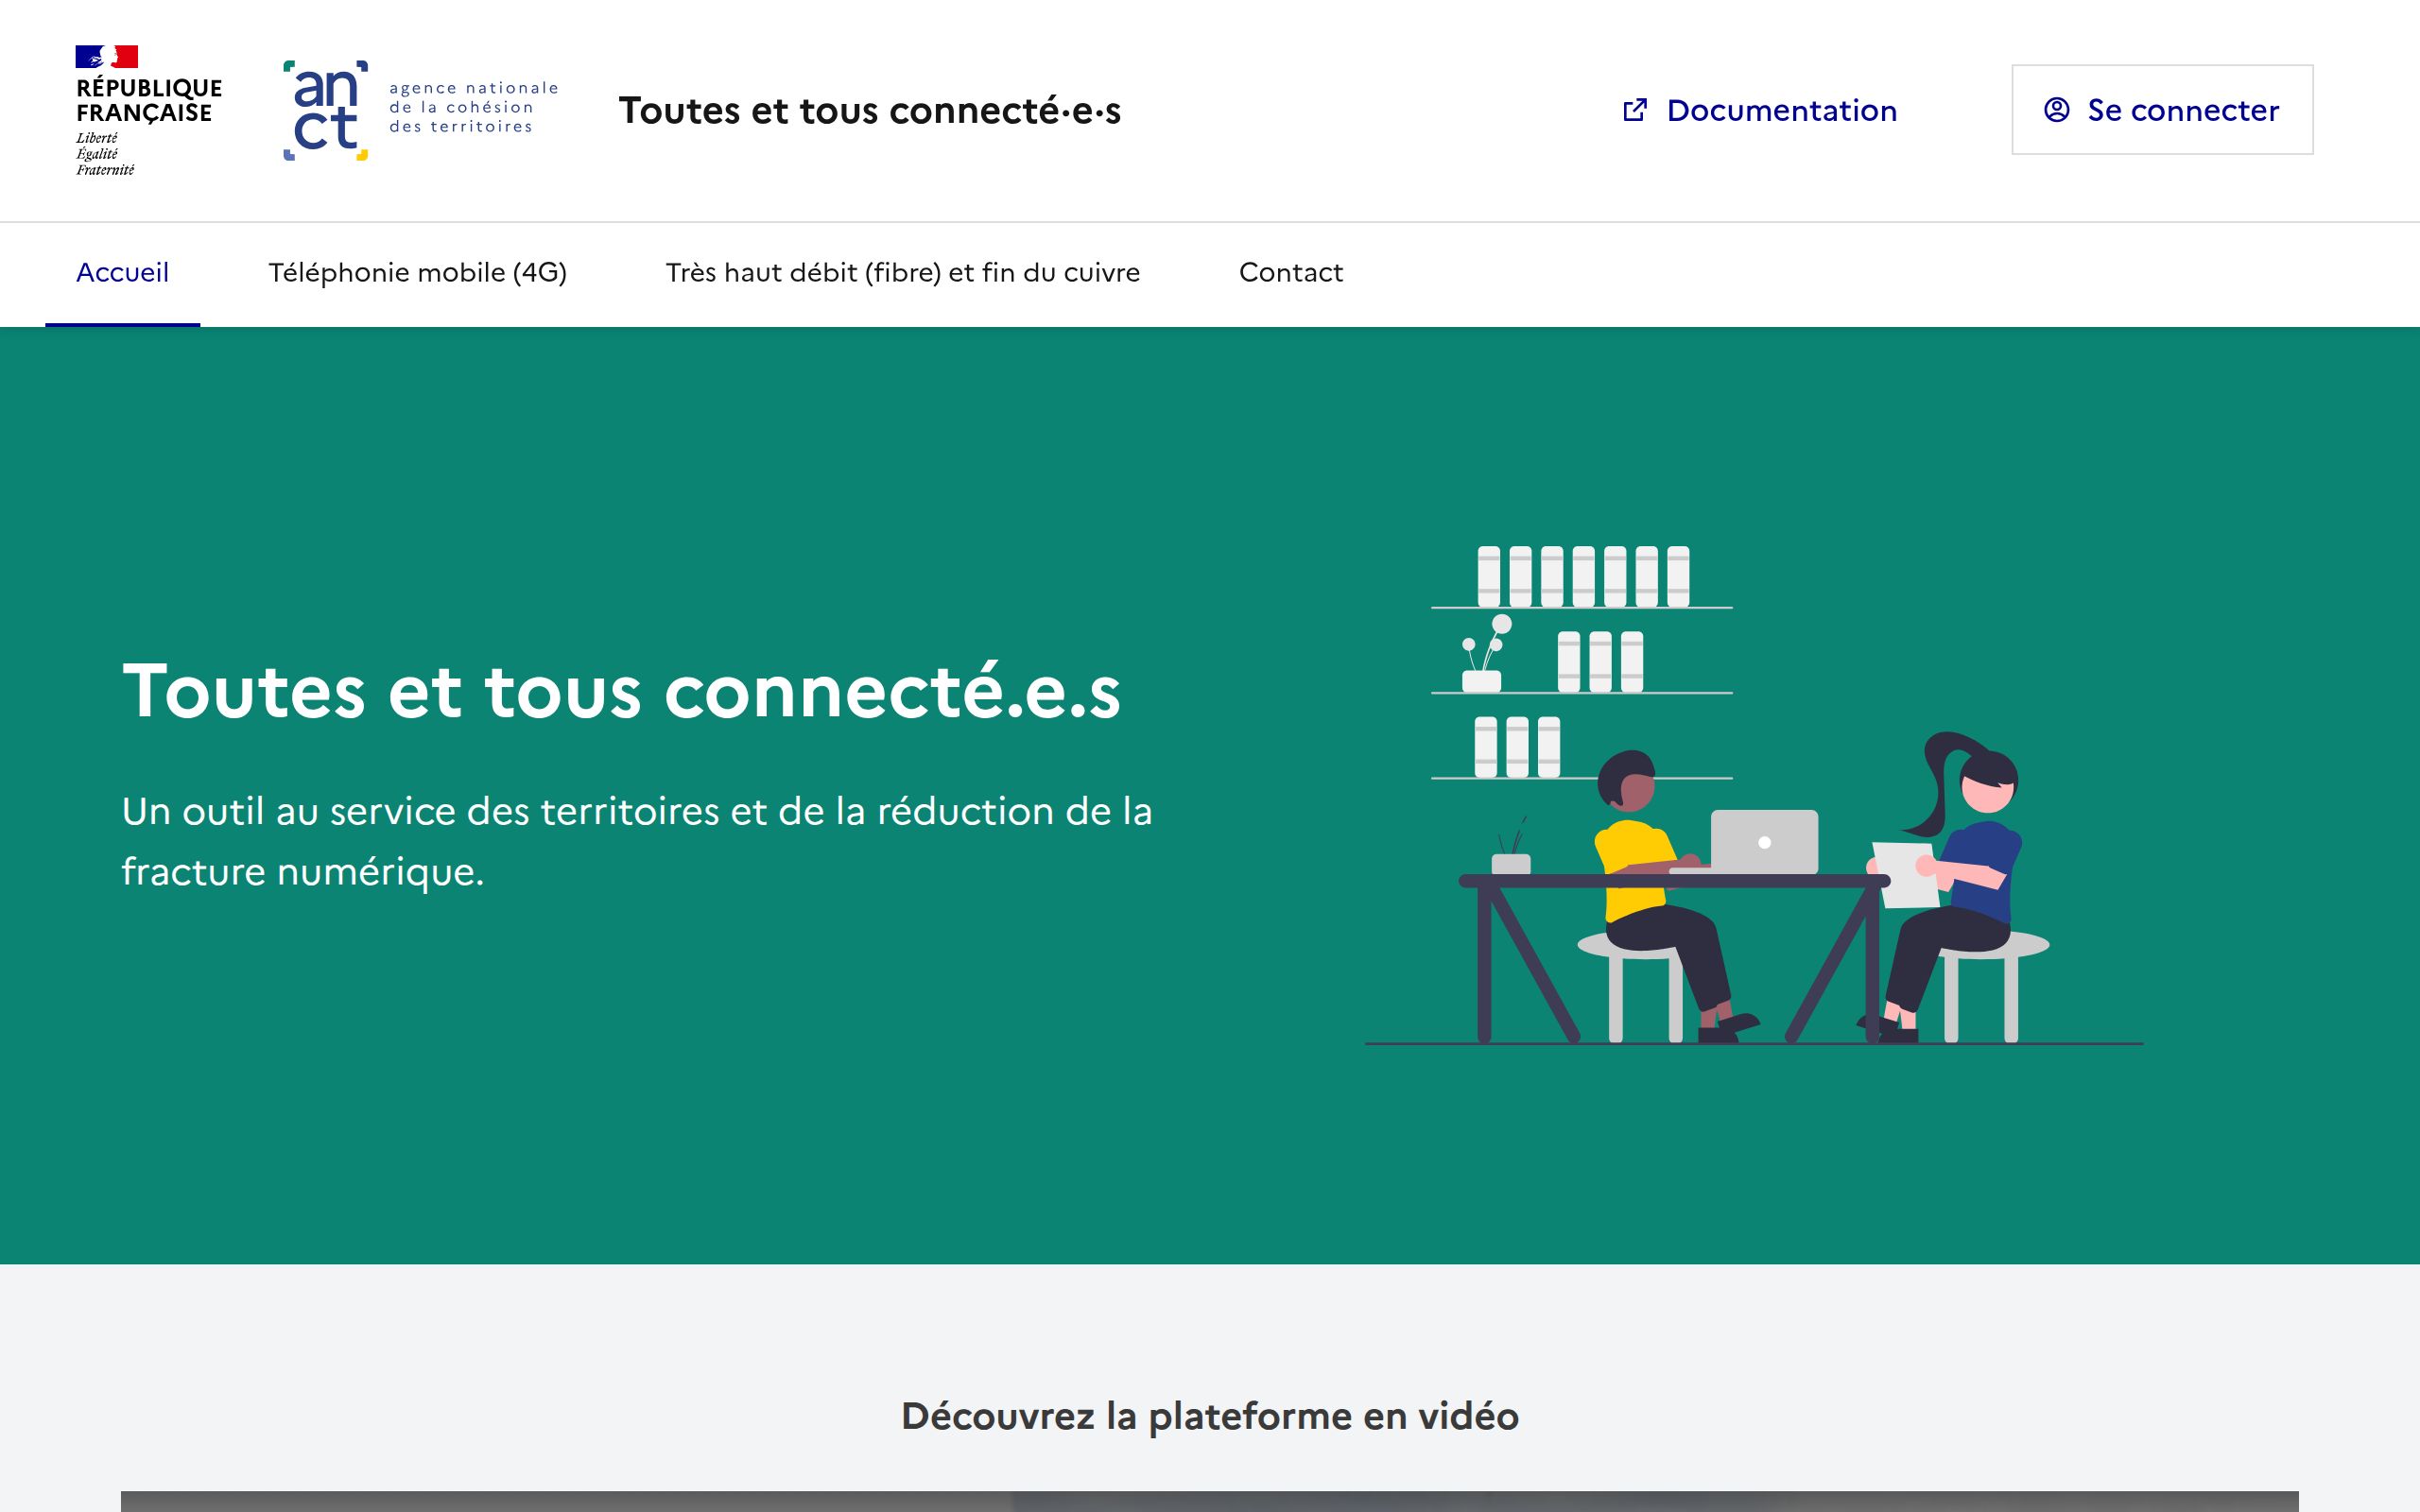 RÉPUBLIQUE
FRANÇAISE
Liberté
Égalité
Fraternité
an
ct
agence nationale
de la cohésion
des territoires
Toutes et tous connecté·e·s
Documentation
Se connecter
Accueil
Téléphonie mobile (4G)
Très haut débit (fibre) et fin du cuivre
Contact
Toutes et tous connecté.e.s
Un outil au service des territoires et de la réduction de la
fracture numérique.
Découvrez la plateforme en vidéo